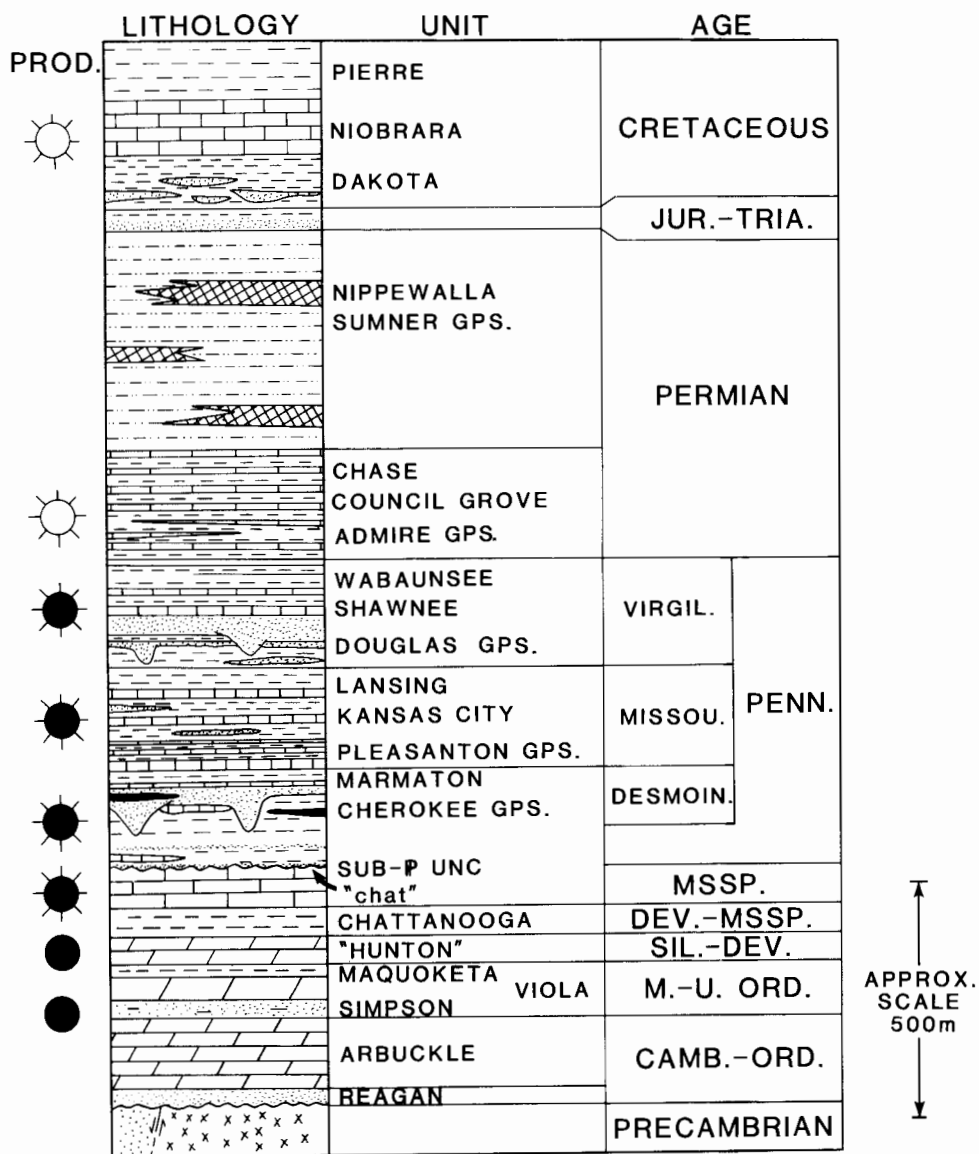 LITHOLOGY UNIT AGE
PROD.
PIERRE
NIOBRARA
CRETACEOUS
DAKOTA
JUR.-TRIA.
NIPPEWALLA
SUMNER GPS.
PERMIAN
CHASE
COUNCIL GROVE
ADMIRE GPS.
WABAUNSEE
SHAWNEE
VIRGIL.
DOUGLAS GPS.
LANSING
KANSAS CITY
MISSOU.
PENN.
PLEASANTON GPS.
MARMATON
CHEROKEE GPS.
DESMOIN.
SUB-IP UNC
"chat"
MSSP.
CHATTANOOGA
DEV.-MSSP.
"HUNTON"
SIL.-DEV.
MAQUOKETA
VIOLA
M.-U. ORD.
SIMPSON
APPROX.
SCALE
500m
ARBUCKLE
CAMB.-ORD.
REAGAN
PRECAMBRIAN